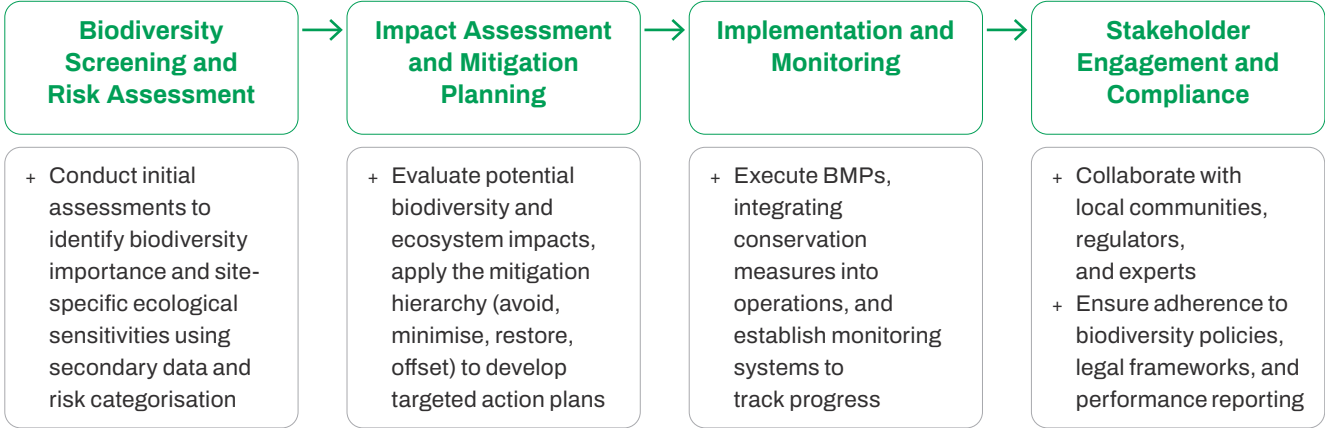 Biodiversity
Screening and
Risk Assessment
Impact Assessment
and Mitigation
Planning
Implementation and
Monitoring
Stakeholder
Engagement and
Compliance
+ Conduct initial
assessments to
identify biodiversity
importance and site-
specific ecological
sensitivities using
secondary data and
risk categorisation
+ Evaluate potential
biodiversity and
ecosystem impacts,
apply the mitigation
hierarchy (avoid,
minimise, restore,
offset) to develop
targeted action plans
+ Execute BMPs,
integrating
conservation
measures into
operations, and
establish monitoring
systems to
track progress
+ Collaborate with
local communities,
regulators,
and experts
+ Ensure adherence to
biodiversity policies,
legal frameworks, and
performance reporting